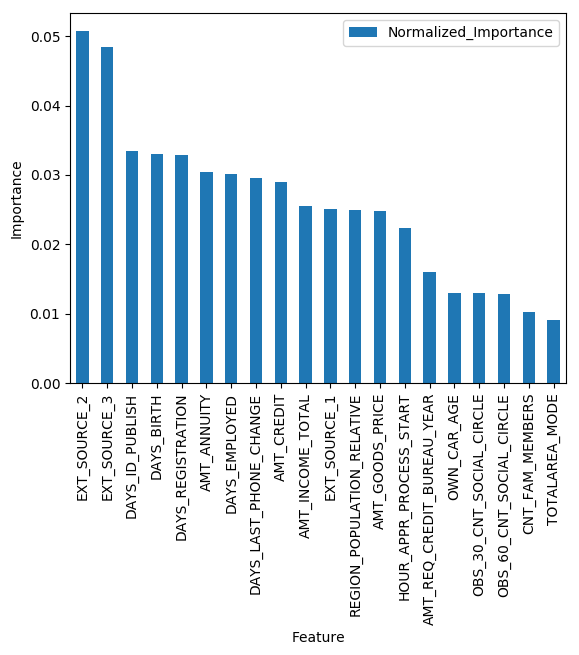 Normalized_Importance
0.05
0.04
0.03
0.02
0.01
0.00
Importance
EXT_SOURCE_2
EXT_SOURCE_3
DAYS_ID_PUBLISH
DAYS_BIRTH
DAYS_REGISTRATION
AMT_ANNUITY
DAYS_EMPLOYED
DAYS_LAST_PHONE_CHANGE
AMT_CREDIT
AMT_INCOME_TOTAL
EXT_SOURCE_1
REGION_POPULATION_RELATIVE
AMT_GOODS_PRICE
HOUR_APPR_PROCESS_START
AMT_REQ_CREDIT_BUREAU_YEAR
OWN_CAR_AGE
OBS_30_CNT_SOCIAL_CIRCLE
OBS_60_CNT_SOCIAL_CIRCLE
CNT_FAM_MEMBERS
TOTALAREA_MODE
Feature